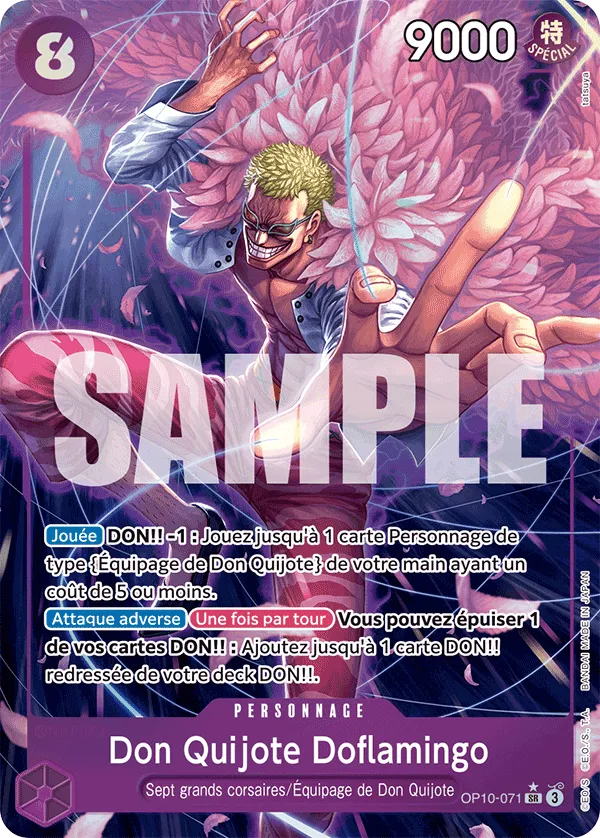 8
9000
特
SPÉCIAL
tatsuya
SAMPLE
Jouée DON!! -1 : Jouez jusqu'à 1 carte Personnage de
type {Équipage de Don Quijote} de votre main ayant un
coût de 5 ou moins.
Attaque adverse Une fois par tour Vous pouvez épuiser 1
de vos cartes DON!! : Ajoutez jusqu'à 1 carte DON!!
redressée de votre deck DON!!.
PERSONNAGE
Don Quijote Doflamingo
Sept grands corsaires/Équipage de Don Quijote
OP10-071 SR 3
©E.O./S. ©E.O./S., T.A. BANDAI MADE IN JAPAN